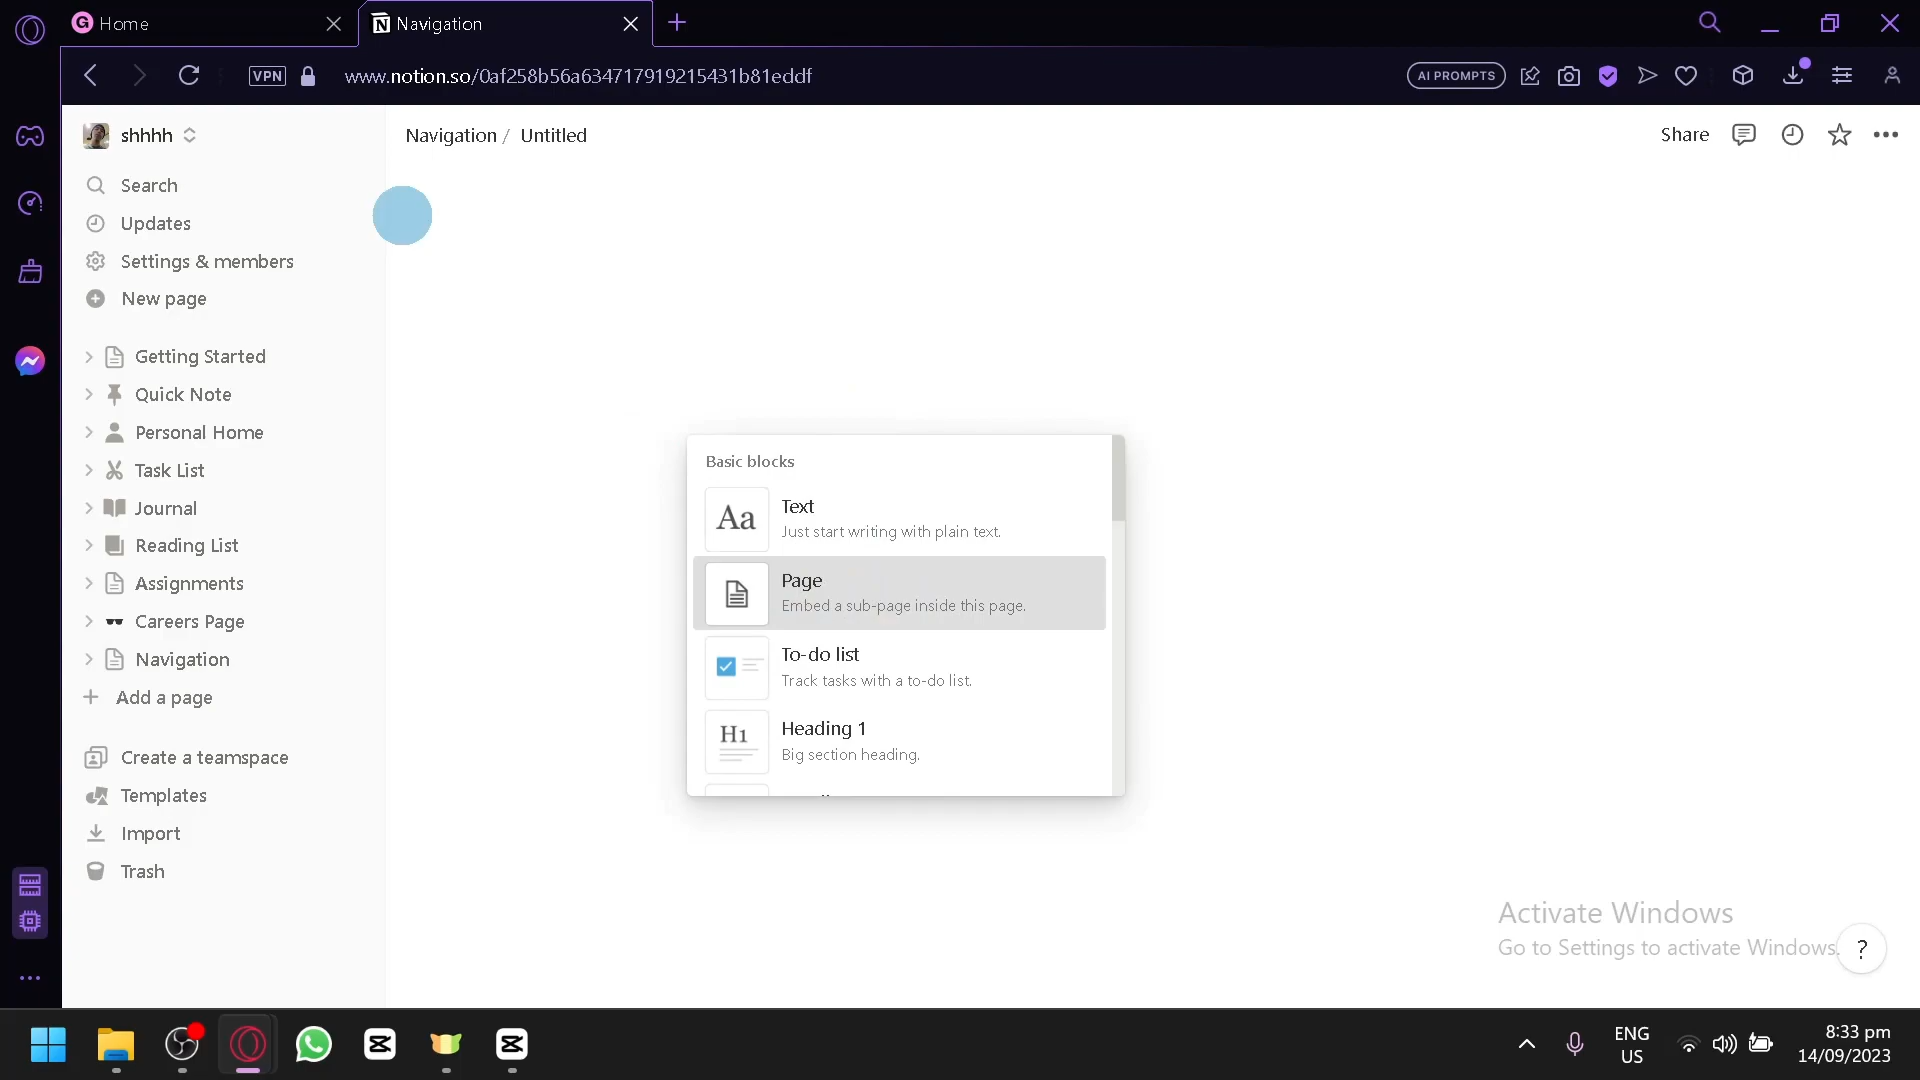 Home
Navigation
VPN
www.notion.so/0af258b56a634717919215431b81eddf
AI PROMPTS
shhhh
Navigation / Untitled
Share
Search
Updates
Settings & members
New page
Getting Started
Quick Note
Personal Home
Task List
Journal
Reading List
Assignments
Careers Page
Navigation
Add a page
Create a teamspace
Templates
Import
Trash
Basic blocks
Aa
Text
Just start writing with plain text.
Page
Embed a sub-page inside this page.
To-do list
Track tasks with a to-do list.
H1
Heading 1
Big section heading.
Activate Windows
Go to Settings to activate Windows.
?
ENG
US
8:33 pm
14/09/2023